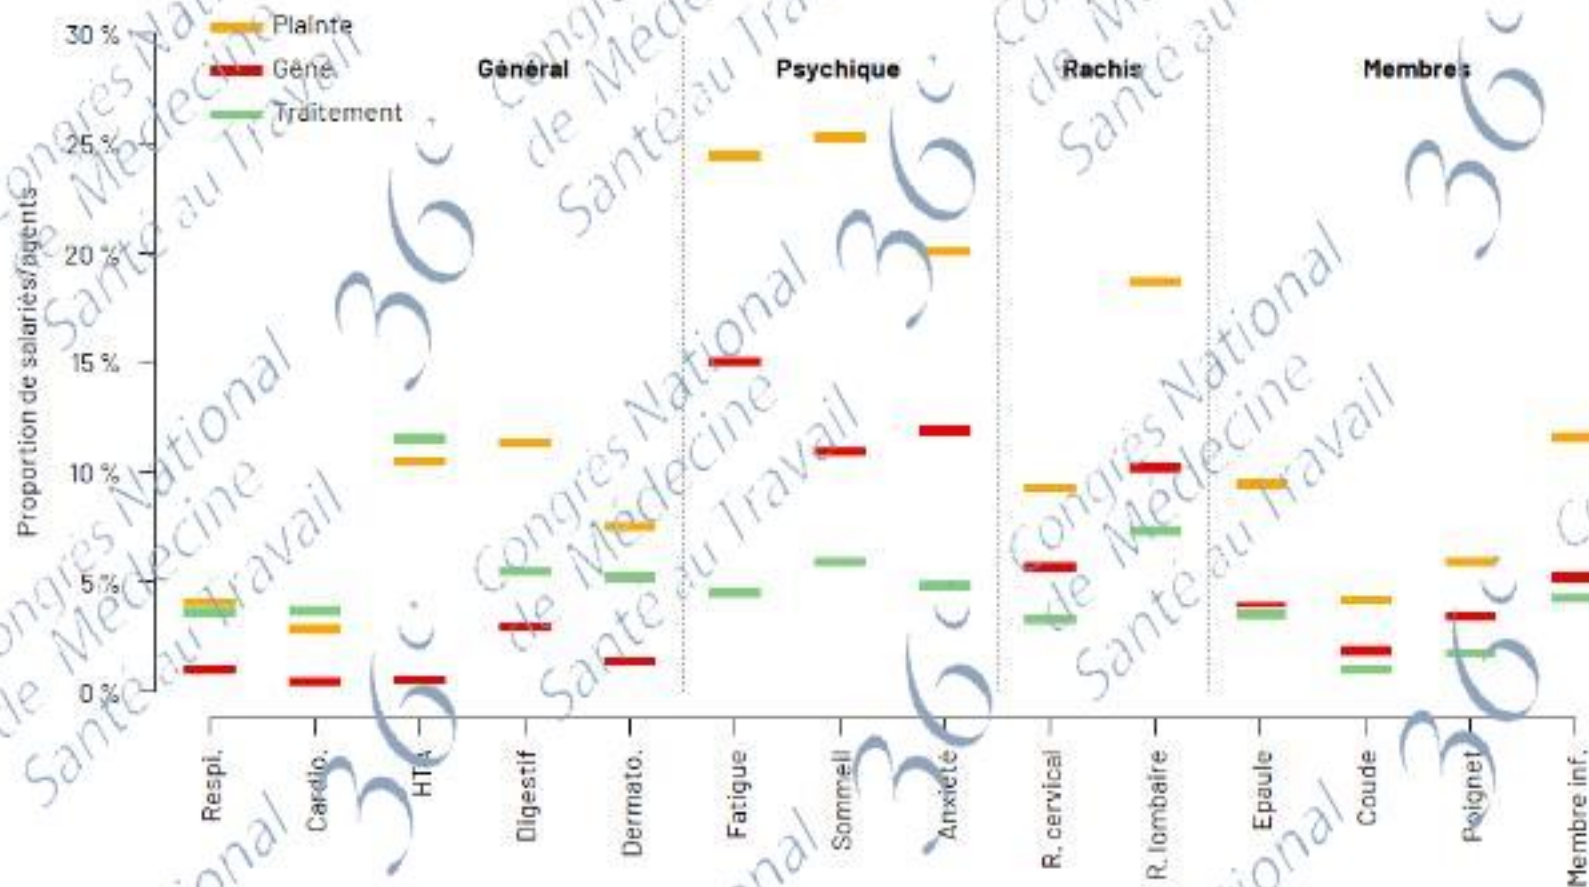 Plainte
Gêne
Traitement
Général
Psychique
Rachis
Membres
Proportion de salariés/agents
30 %
25 %
20 %
15 %
10 %
5 %
0 %
Respi.
Cardio.
HTA
Digestif
Dermato.
Fatigue
Sommeil
Anxiété
R. cervical
R. lombaire
Epaule
Coude
Poignet
Membre inf.
36e
Congrès National
de Médecine
Santé au Travail